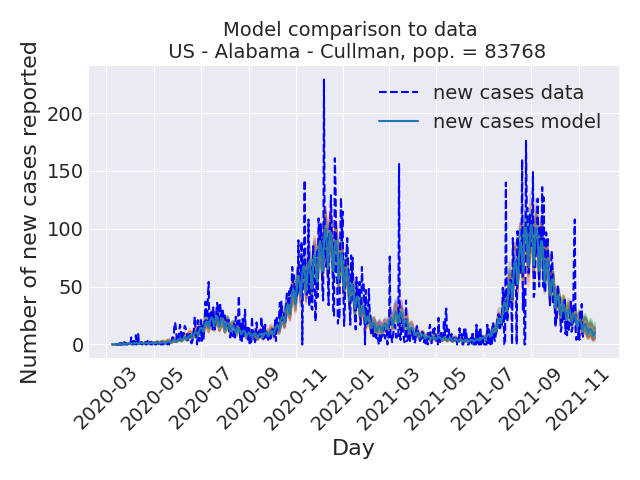 Model comparison to data
US - Alabama - Cullman, pop. = 83768
Number of new cases reported
200
150
100
50
0
new cases data
new cases model
2020-03
2020-05
2020-07
2020-09
2020-11
2021-01
2021-03
2021-05
2021-07
2021-09
2021-11
Day